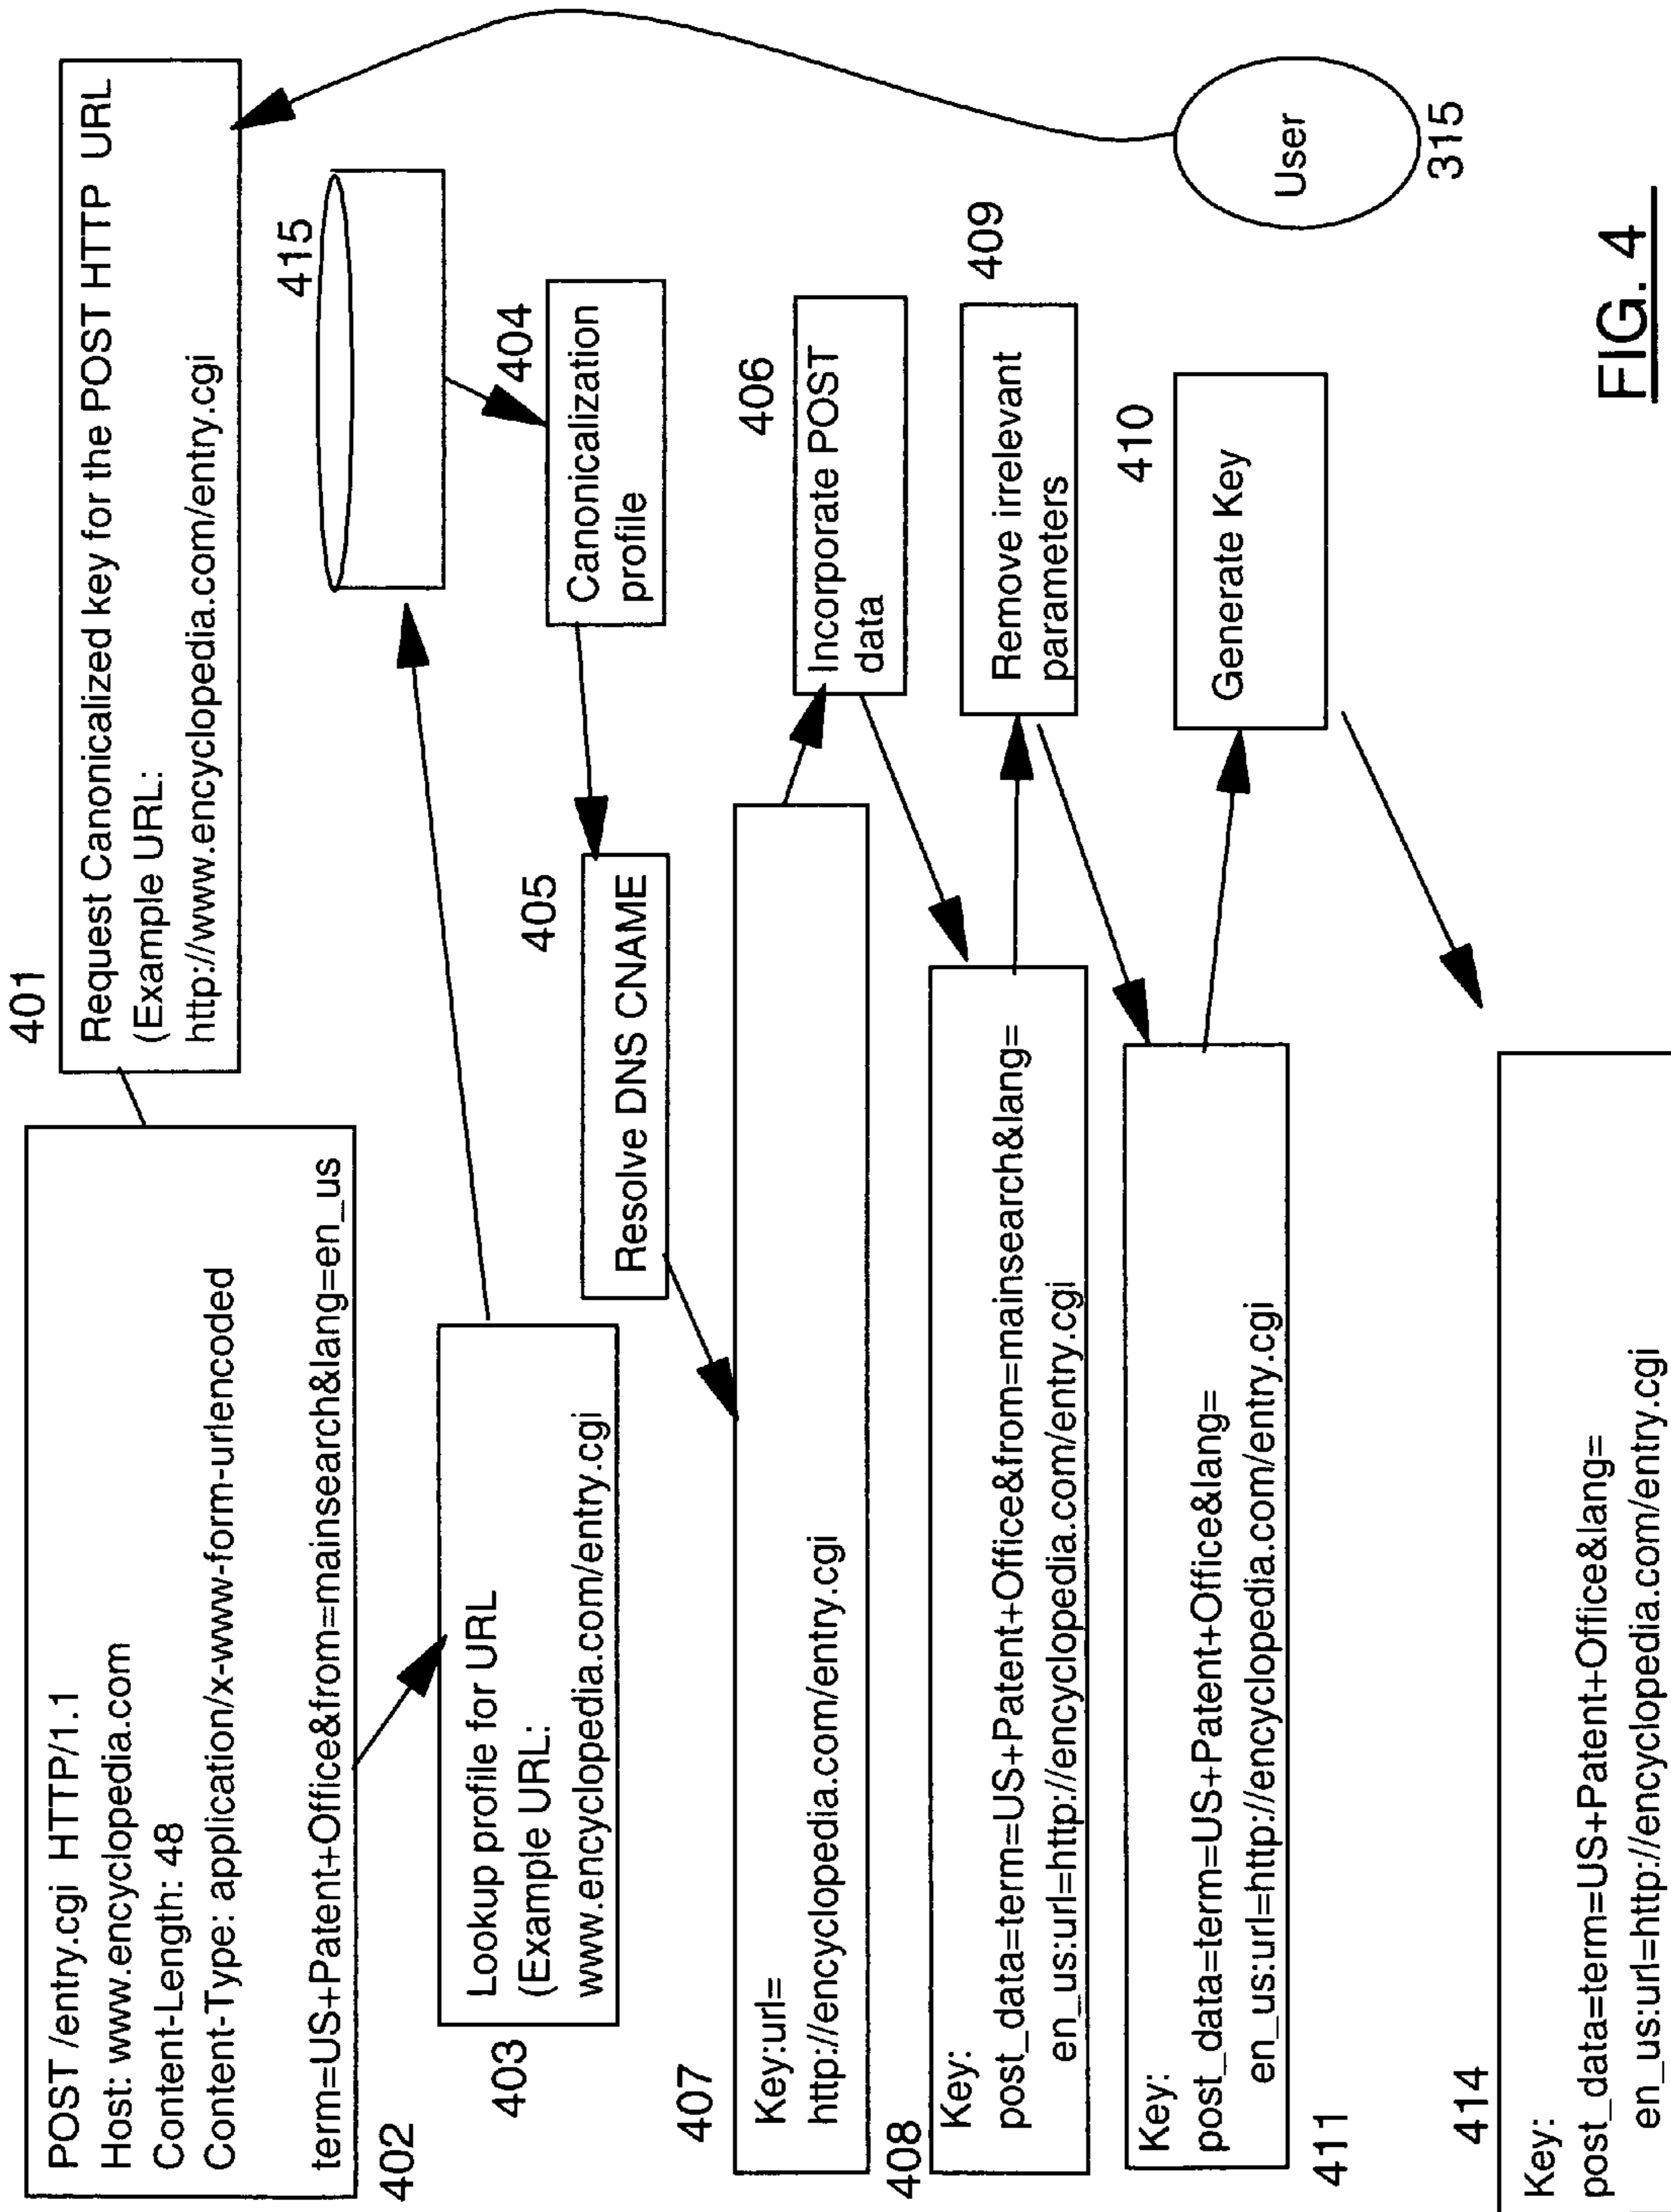 401
Request Canonicalized key for the POST HTTP URL
(Example URL:
http://www.encyclopedia.com/entry.cgi
POST /entry.cgi HTTP/1.1
Host: www.encyclopedia.com
Content-Length: 48
Content-Type: application/x-www-form-urlencoded
term=US+Patent+Office&from=mainsearch&lang=en_us
402
Lookup profile for URL
(Example URL:
www.encyclopedia.com/entry.cgi
403
415
404
Canonicalization
profile
405
Resolve DNS CNAME
407
Key:url=
http://encyclopedia.com/entry.cgi
406
Incorporate POST
data
408
Key:
post_data=term=US+Patent+Office&from=mainsearch&lang=
en_us:url=http://encyclopedia.com/entry.cgi
409
Remove irrelevant
parameters
Key:
post_data=term=US+Patent+Office&lang=
en_us:url=http://encyclopedia.com/entry.cgi
411
410
Generate Key
414
Key:
post_data=term=US+Patent+Office&lang=
en_us:url=http://encyclopedia.com/entry.cgi
User
315
FIG. 4